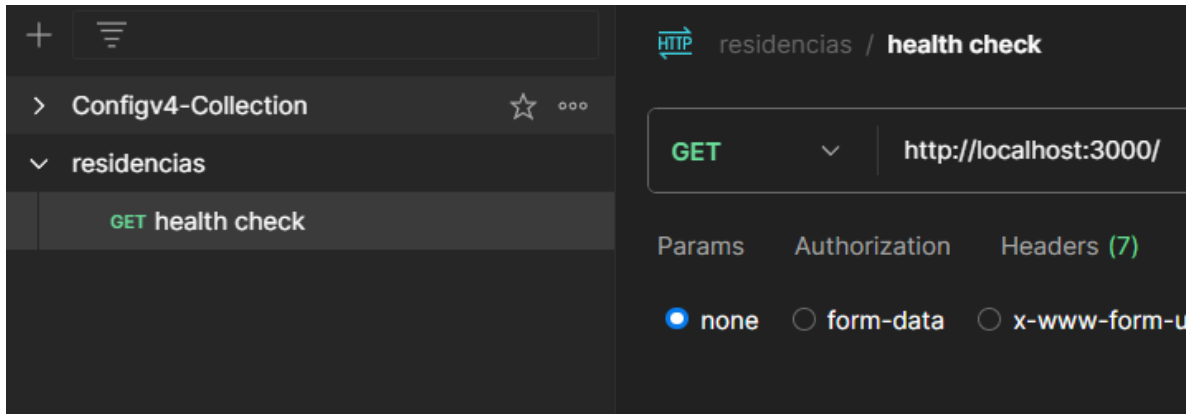 Configv4-Collection
residencias
GET health check
HTTP residencias / health check
GET http://localhost:3000/
Params Authorization Headers (7)
none form-data x-www-form-u